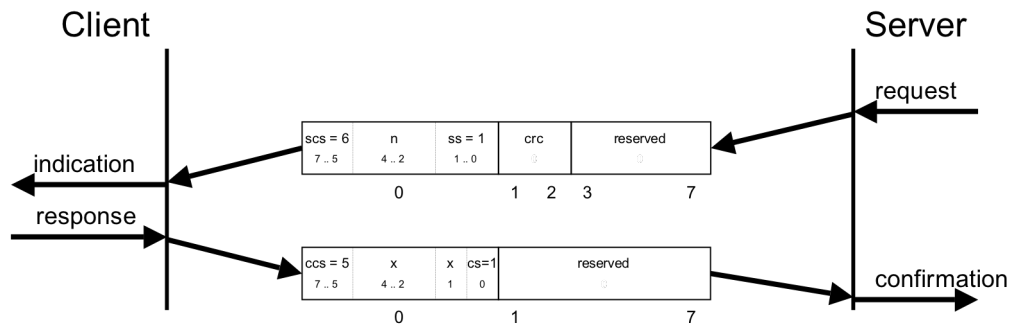 Client Server
request
scs = 6 n ss = 1 crc reserved
7 .. 5 4 .. 2 1 .. 0
indication
0 1 2 3 7
response
ccs = 5 x x cs=1 reserved
7 .. 5 4 .. 2 1 0
confirmation
0 1 7